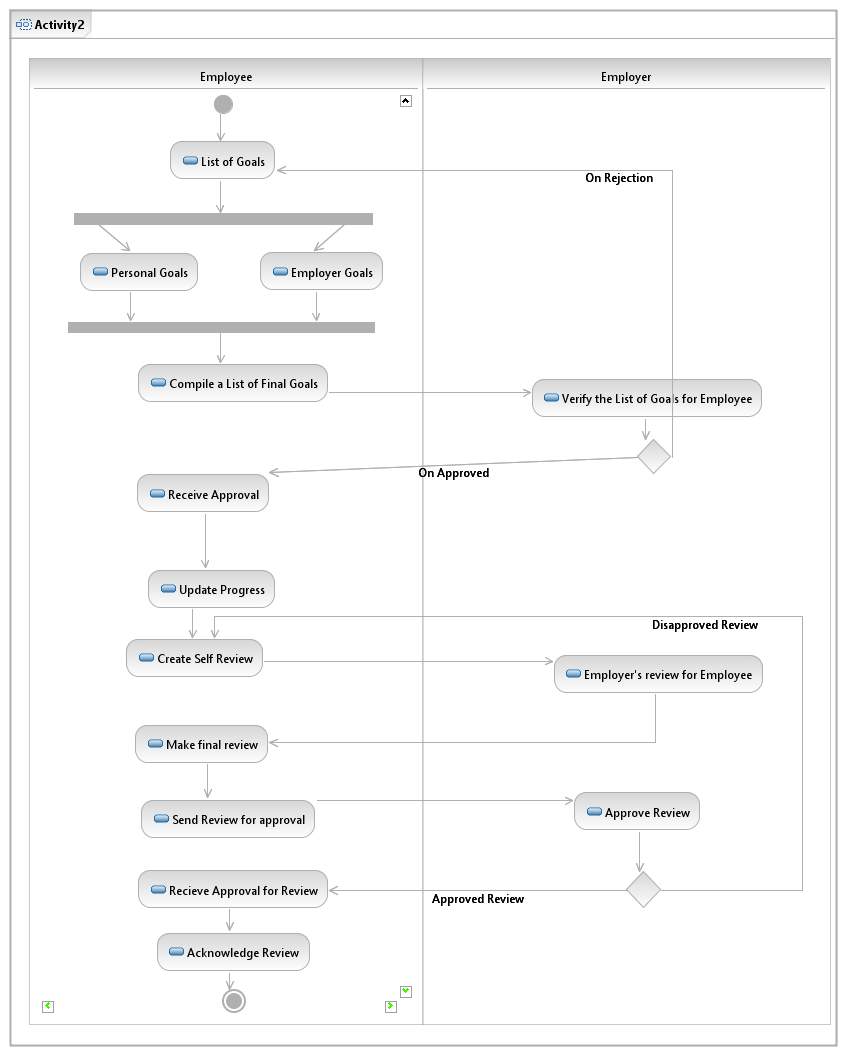 Activity2
Employee
Employer
List of Goals
On Rejection
Personal Goals
Employer Goals
Compile a List of Final Goals
Verify the List of Goals for Employee
On Approved
Receive Approval
Update Progress
Disapproved Review
Create Self Review
Employer's review for Employee
Make final review
Send Review for approval
Approve Review
Recieve Approval for Review
Approved Review
Acknowledge Review